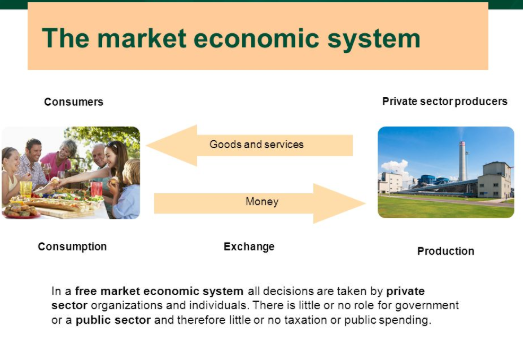 The market economic system
Consumers
Private sector producers
Goods and services
Money
Consumption
Exchange
Production
In a free market economic system all decisions are taken by private
sector organizations and individuals. There is little or no role for government
or a public sector and therefore little or no taxation or public spending.